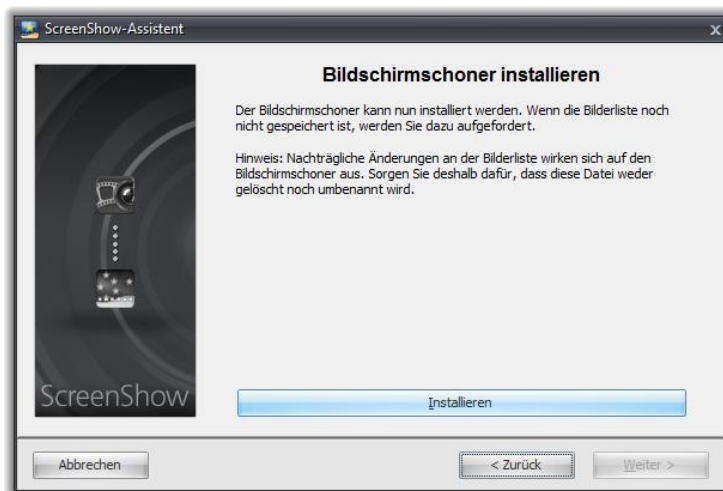 ScreenShow-Assistent
x
Bildschirmschoner installieren
Der Bildschirmschoner kann nun installiert werden. Wenn die Bilderliste noch
nicht gespeichert ist, werden Sie dazu aufgefordert.
Hinweis: Nachträgliche Änderungen an der Bilderliste wirken sich auf den
Bildschirmschoner aus. Sorgen Sie deshalb dafür, dass diese Datei weder
gelöscht noch umbenannt wird.
ScreenShow
Installieren
Abbrechen
< Zurück
Weiter >